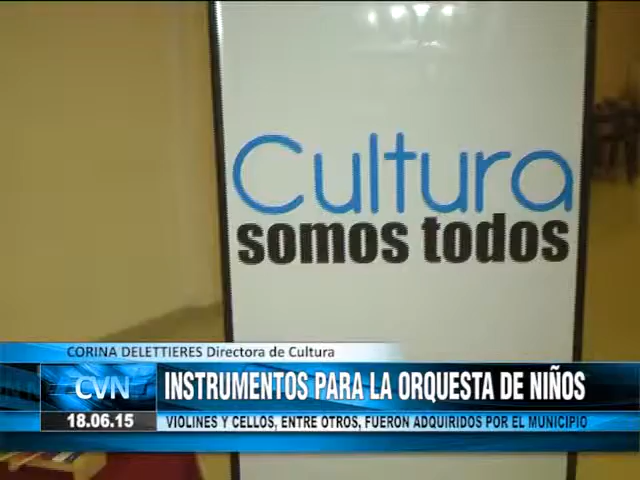 Cultura
somos todos
CORINA DELETTIERES Directora de Cultura
CVN
INSTRUMENTOS PARA LA ORQUESTA DE NIÑOS
18.06.15
VIOLINES Y CELLOS, ENTRE OTROS, FUERON ADQUIRIDOS POR EL MUNICIPIO